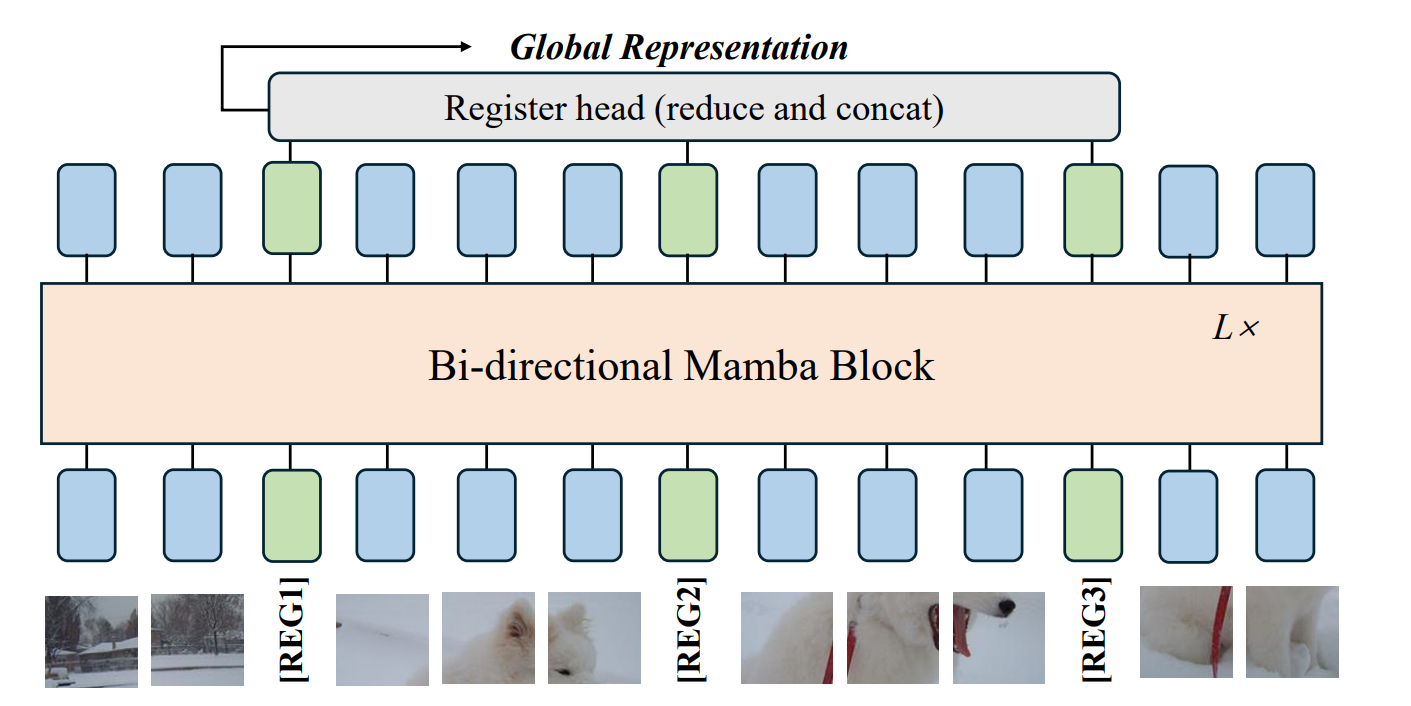 Global Representation
Register head (reduce and concat)
L×
Bi-directional Mamba Block
[REG1]
[REG2]
[REG3]